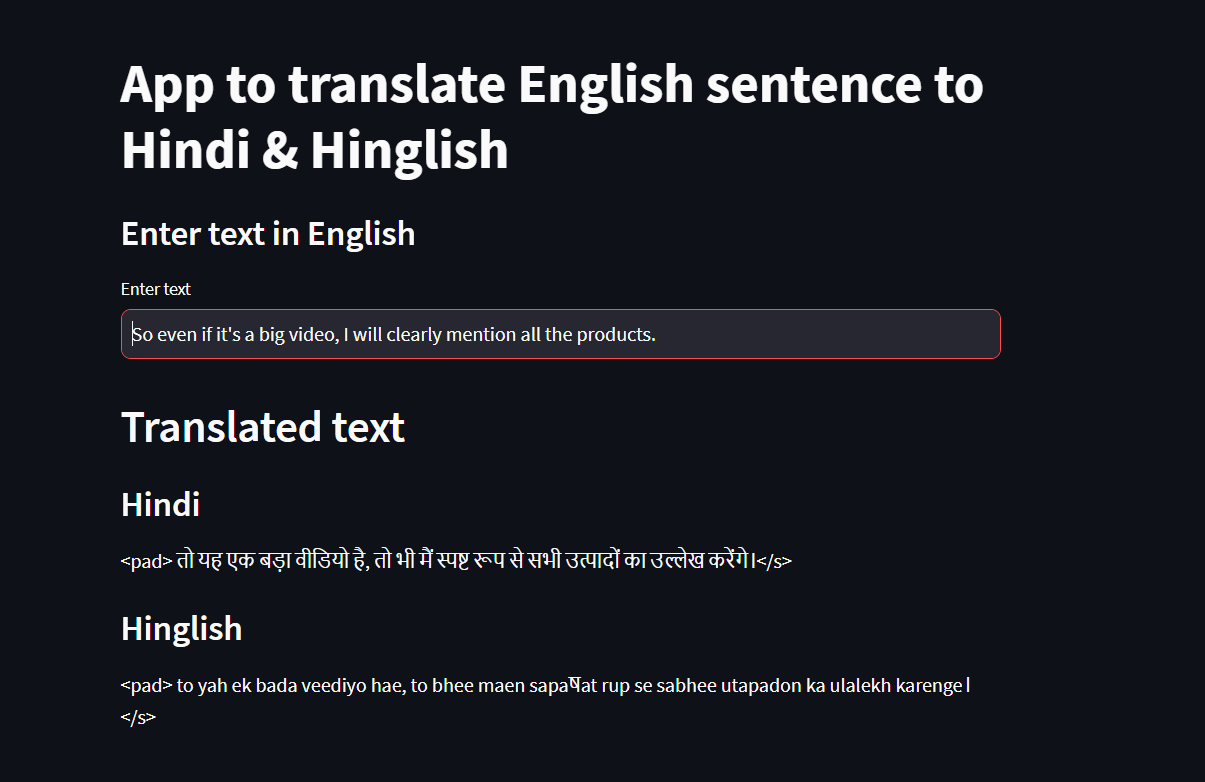 App to translate English sentence to
Hindi & Hinglish
Enter text in English
Enter text
So even if it's a big video, I will clearly mention all the products.
Translated text
Hindi
<pad> तो यह एक बड़ा वीडियो है, तो भी मैं स्पष्ट रूप से सभी उत्पादों का उल्लेख करेंगे।</s>
Hinglish
<pad> to yah ek bada veediyo hae, to bhee maen sapaषat rup se sabhee utapadon ka ulalekh karenge।
</s>